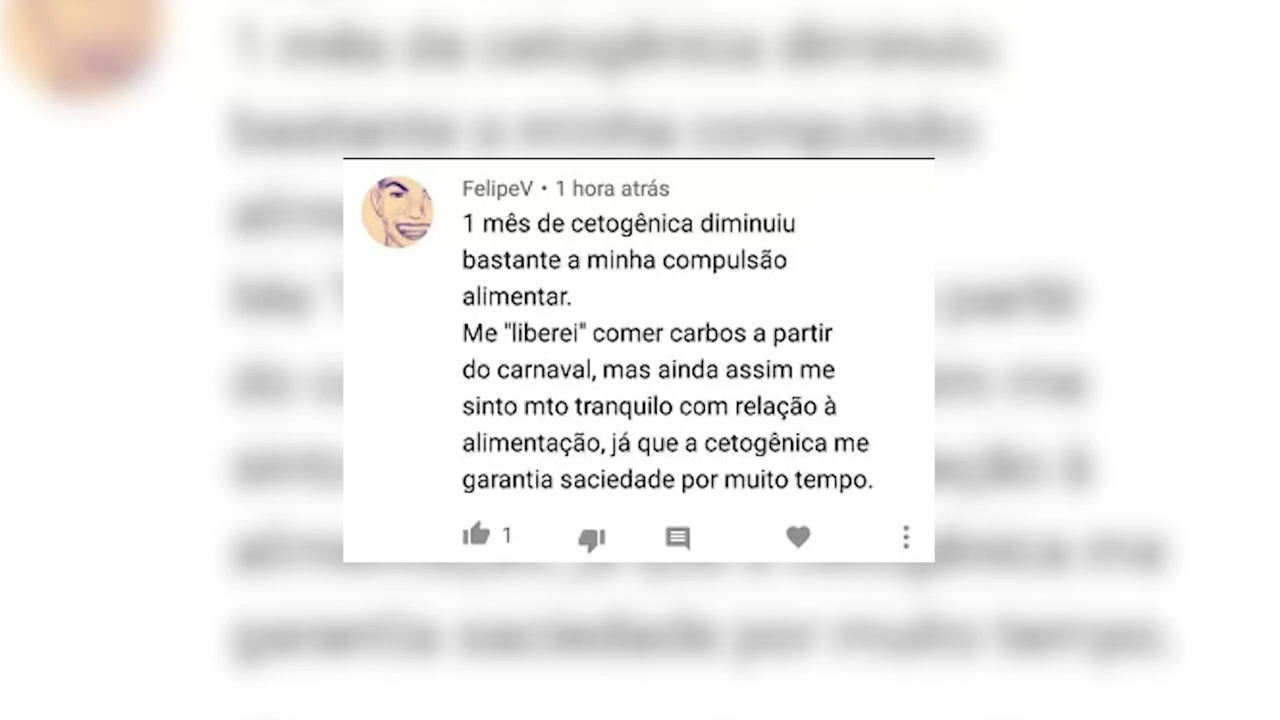 FelipeV • 1 hora atrás
1 mês de cetogênica diminuiu
bastante a minha compulsão
alimentar.
Me "liberei" comer carbos a partir
do carnaval, mas ainda assim me
sinto mto tranquilo com relação à
alimentação, já que a cetogênica me
garantia saciedade por muito tempo.
1